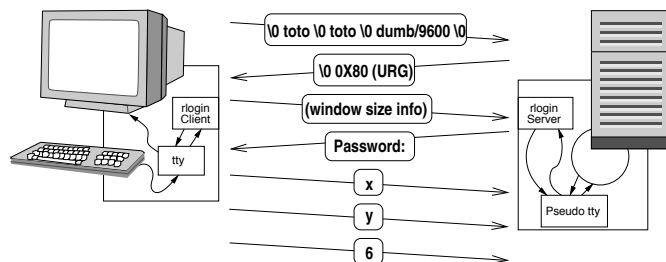 \0 toto \0 toto \0 dumb/9600 \0
\0 0X80 (URG)
(window size info)
Password:
x
y
6
rlogin
Client
tty
rlogin
Server
Pseudo tty